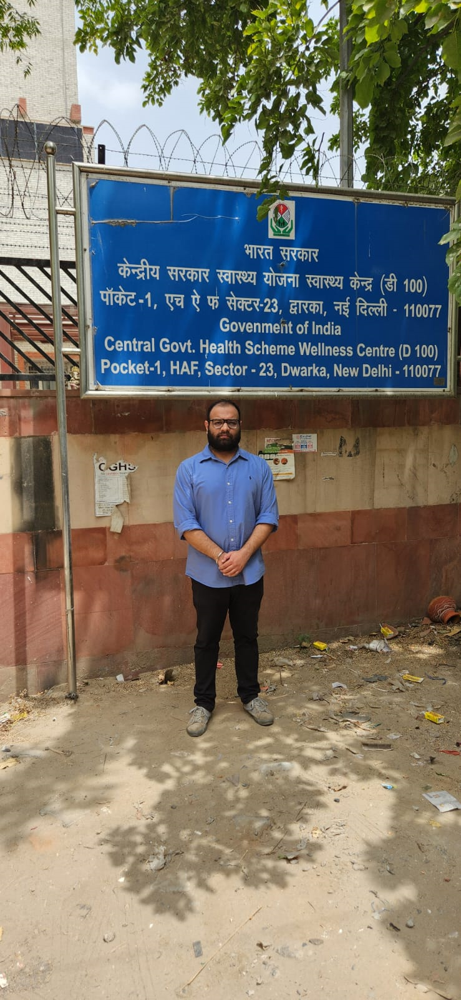 भारत सरकार
केन्द्रीय सरकार स्वास्थ्य योजना स्वास्थ्य केन्द्र (डी 100)
पॉकेट-1, एच ऐ फ सेक्टर-23, द्वारका, नई दिल्ली - 110077
Govenment of India
Central Govt. Health Scheme Wellness Centre (D 100)
Pocket-1, HAF, Sector - 23, Dwarka, New Delhi - 110077
CGHS